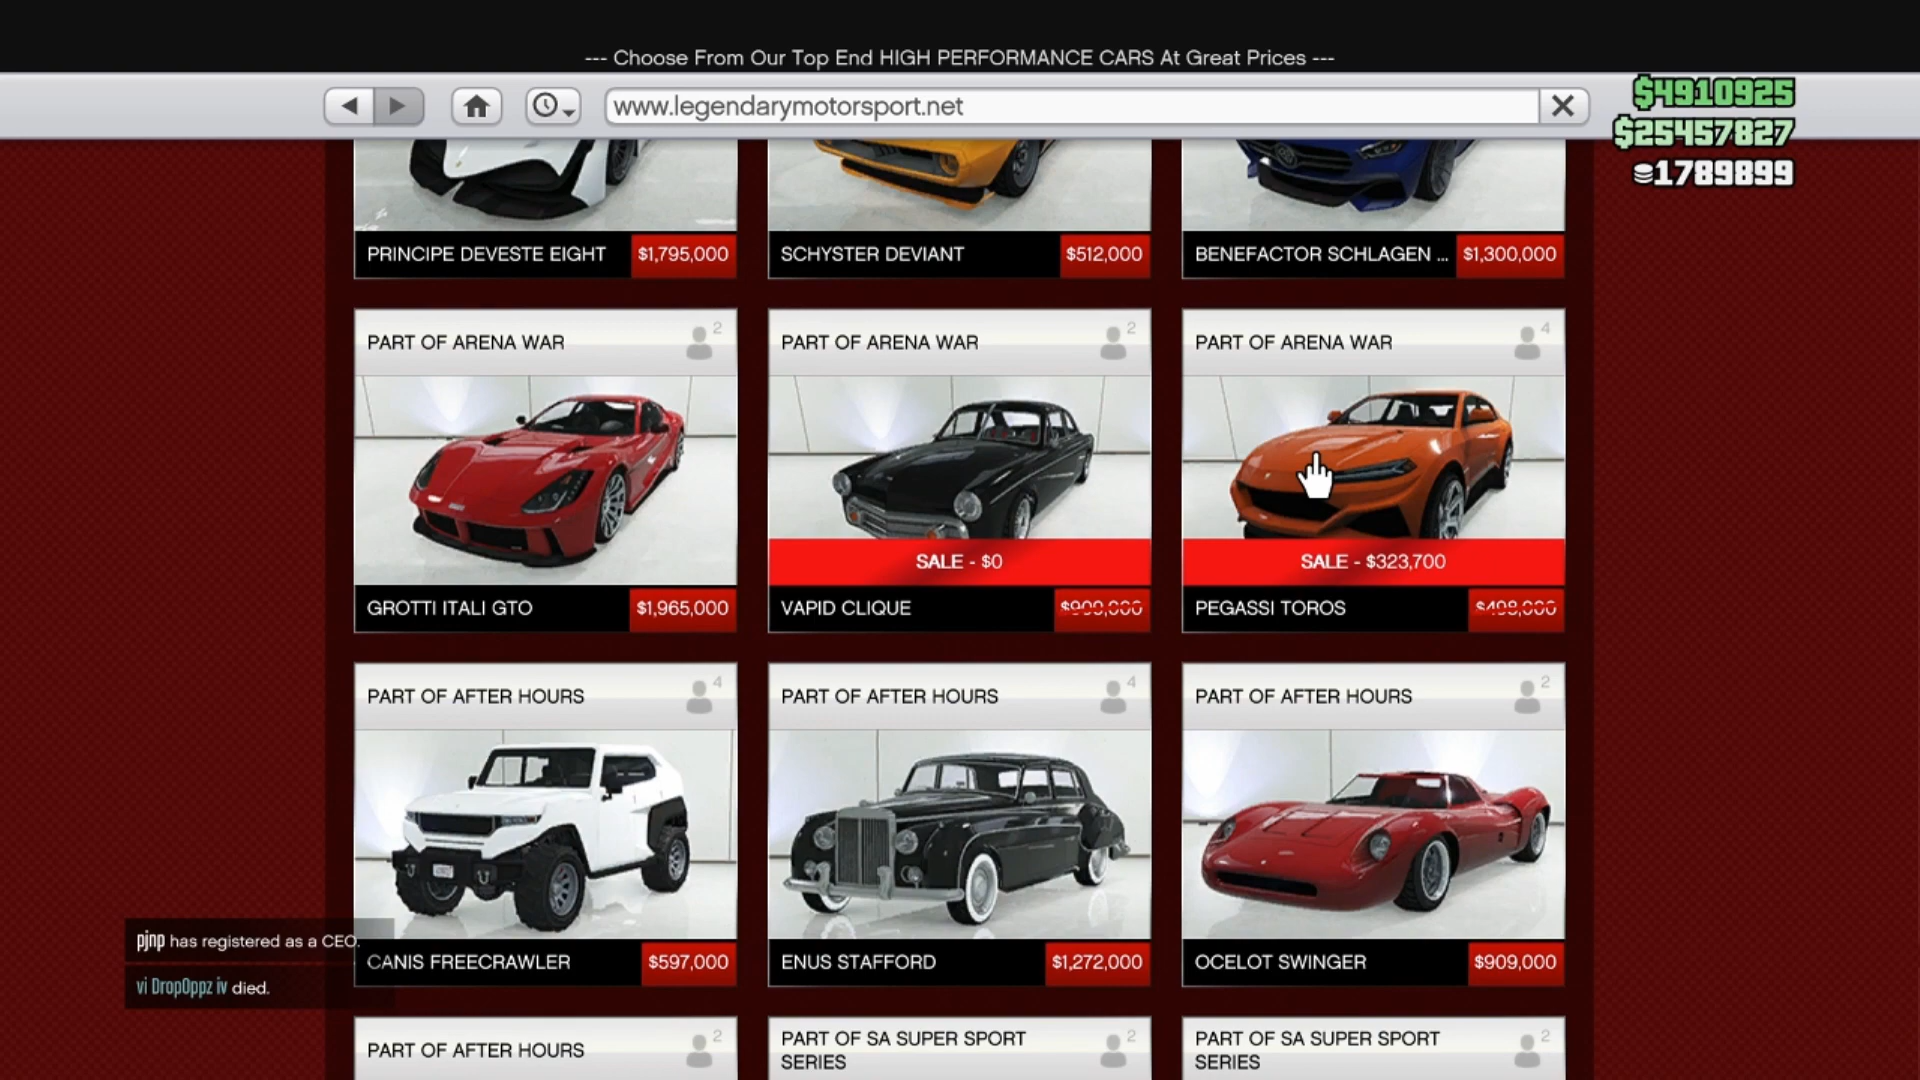 --- Choose From Our Top End HIGH PERFORMANCE CARS At Great Prices ---
www.legendarymotorsport.net
$4910925
$25457827
1789899
PRINCIPE DEVESTE EIGHT $1,795,000
SCHYSTER DEVIANT $512,000
BENEFACTOR SCHLAGEN ... $1,300,000
PART OF ARENA WAR 2
PART OF ARENA WAR 2
PART OF ARENA WAR 4
SALE - $0
SALE - $323,700
GROTTI ITALI GTO $1,965,000
VAPID CLIQUE $909,000
PEGASSI TOROS $498,000
PART OF AFTER HOURS 4
PART OF AFTER HOURS 4
PART OF AFTER HOURS 2
pjnp has registered as a CEO.
CANIS FREECRAWLER $597,000
ENUS STAFFORD $1,272,000
OCELOT SWINGER $909,000
vi DropOppz iv died.
PART OF AFTER HOURS 2
PART OF SA SUPER SPORT
SERIES 2
PART OF SA SUPER SPORT
SERIES 2